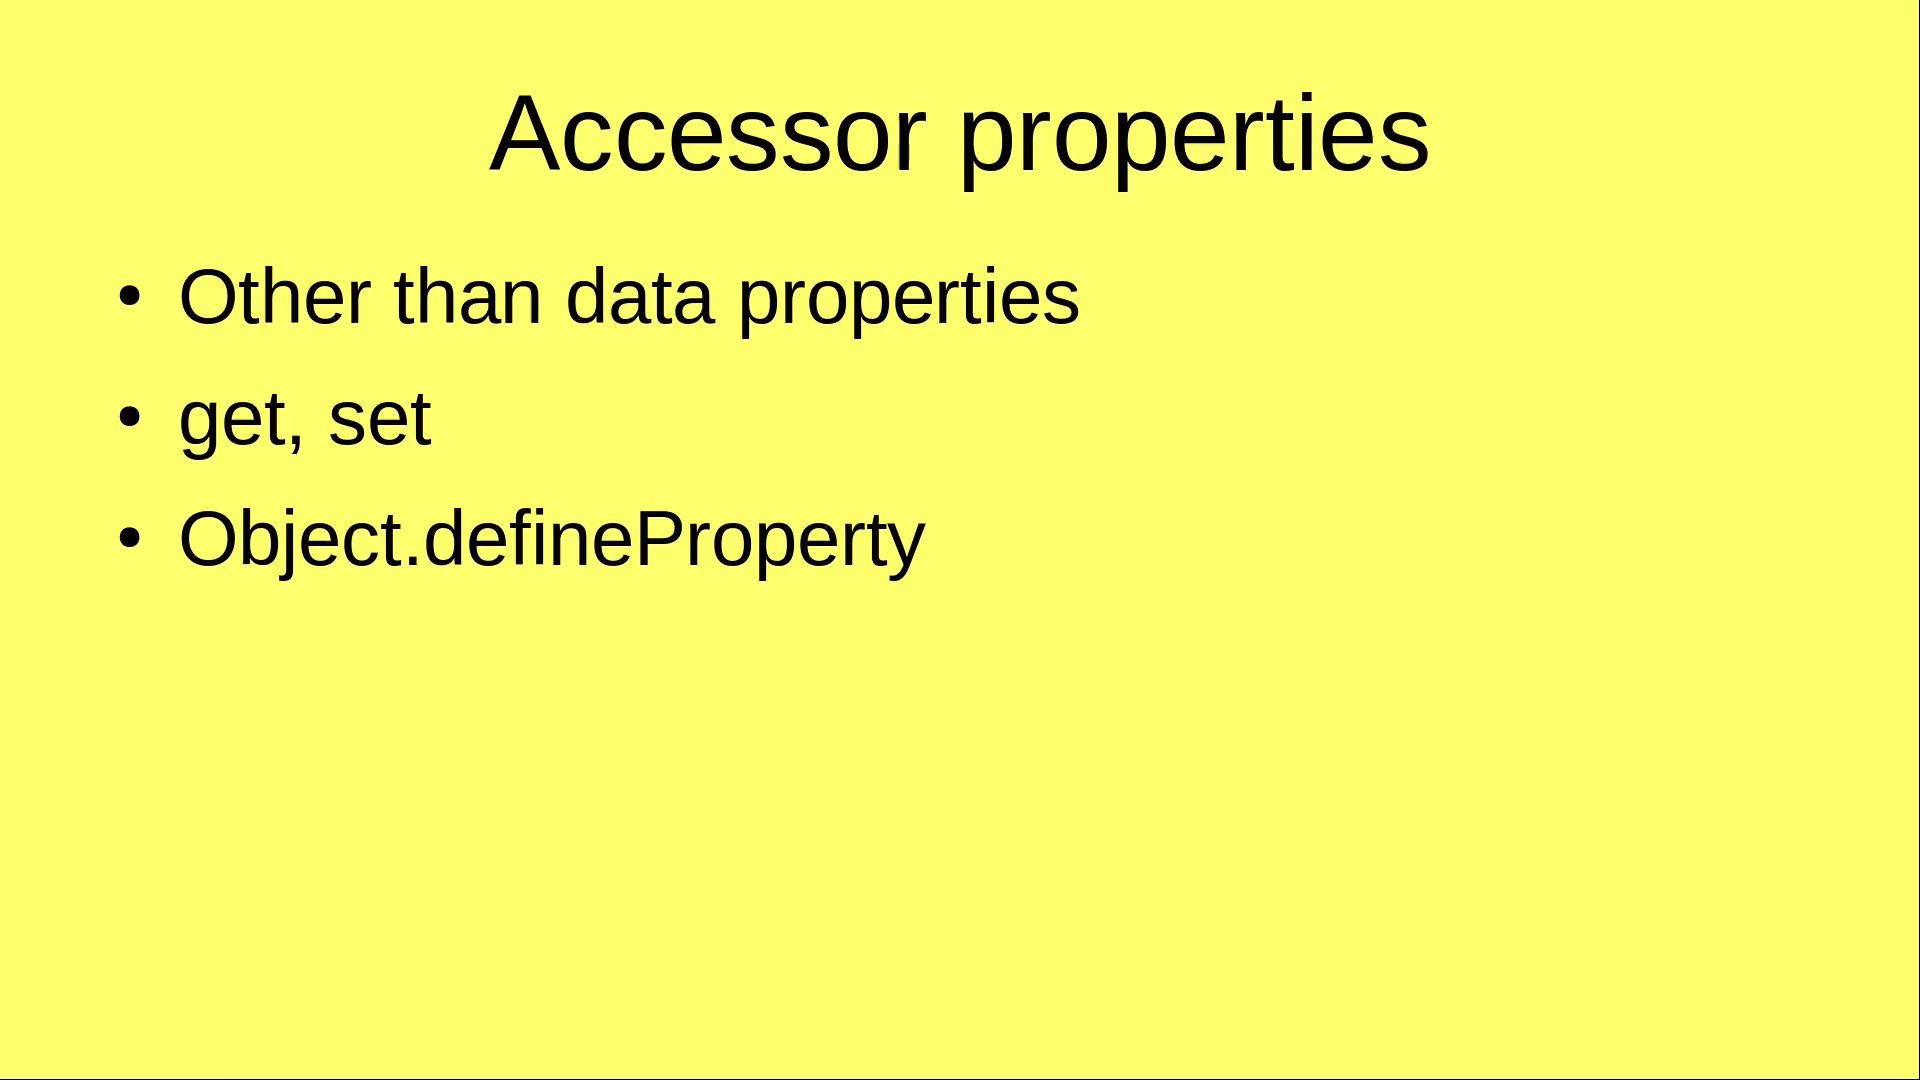 Accessor properties
• Other than data properties
• get, set
• Object.defineProperty